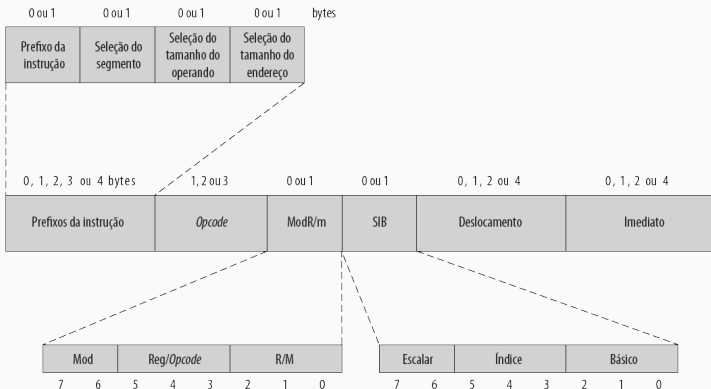 0 ou 1 0 ou 1 0 ou 1 0 ou 1 bytes
Prefixo da instrução
Seleção do segmento
Seleção do tamanho do operando
Seleção do tamanho do endereço
0, 1, 2, 3 ou 4 bytes 1, 2 ou 3 0 ou 1 0 ou 1 0, 1, 2 ou 4 0, 1, 2 ou 4
Prefixos da instrução Opcode ModR/m SIB Deslocamento Imediato
Mod Reg/Opcode R/M Escalar Índice Básico
7 6 5 4 3 2 1 0 7 6 5 4 3 2 1 0